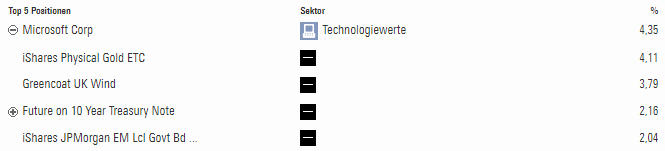 Top 5 Positionen Sektor %
Microsoft Corp Technologiewerte 4,35
iShares Physical Gold ETC 4,11
Greencoat UK Wind 3,79
Future on 10 Year Treasury Note 2,16
iShares JPMorgan EM Lcl Govt Bd ... 2,04